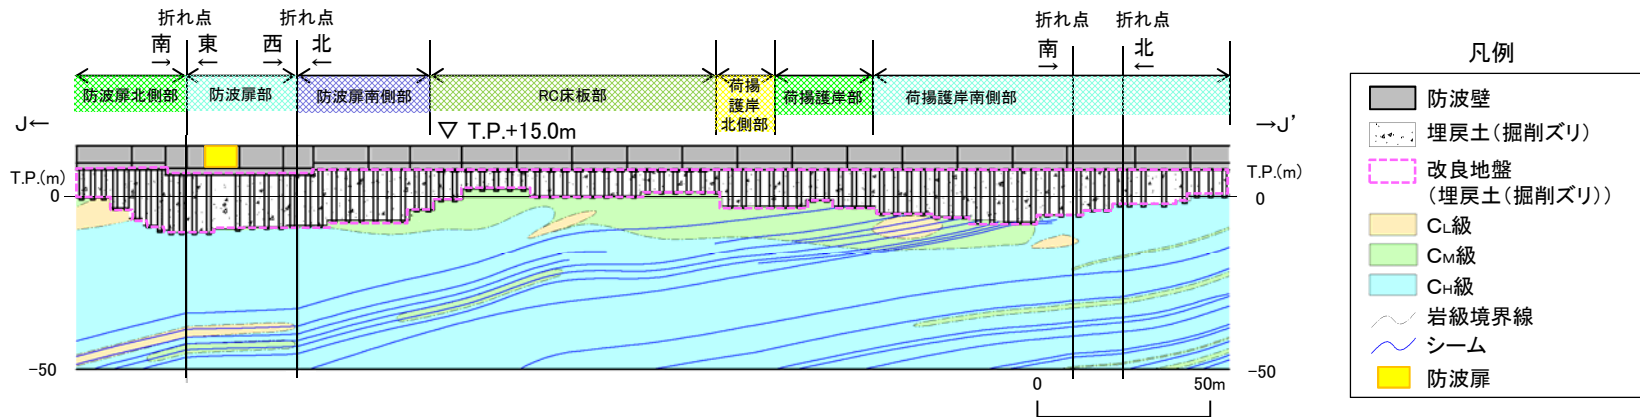 折れ点
折れ点
折れ点
折れ点
南
東
西
北
南
北
→
←
→
←
→
←
防波扉北側部
防波扉部
防波扉南側部
RC床板部
荷揚
護岸
北側部
荷揚護岸部
荷揚護岸南側部
J←
→J’
▽ T.P.+15.0m
T.P.(m)
T.P.(m)
0
0
-50
-50
0
50m
凡例
防波壁
埋戻土(掘削ズリ)
改良地盤
(埋戻土(掘削ズリ))
CL級
CM級
CH級
岩級境界線
シーム
防波扉